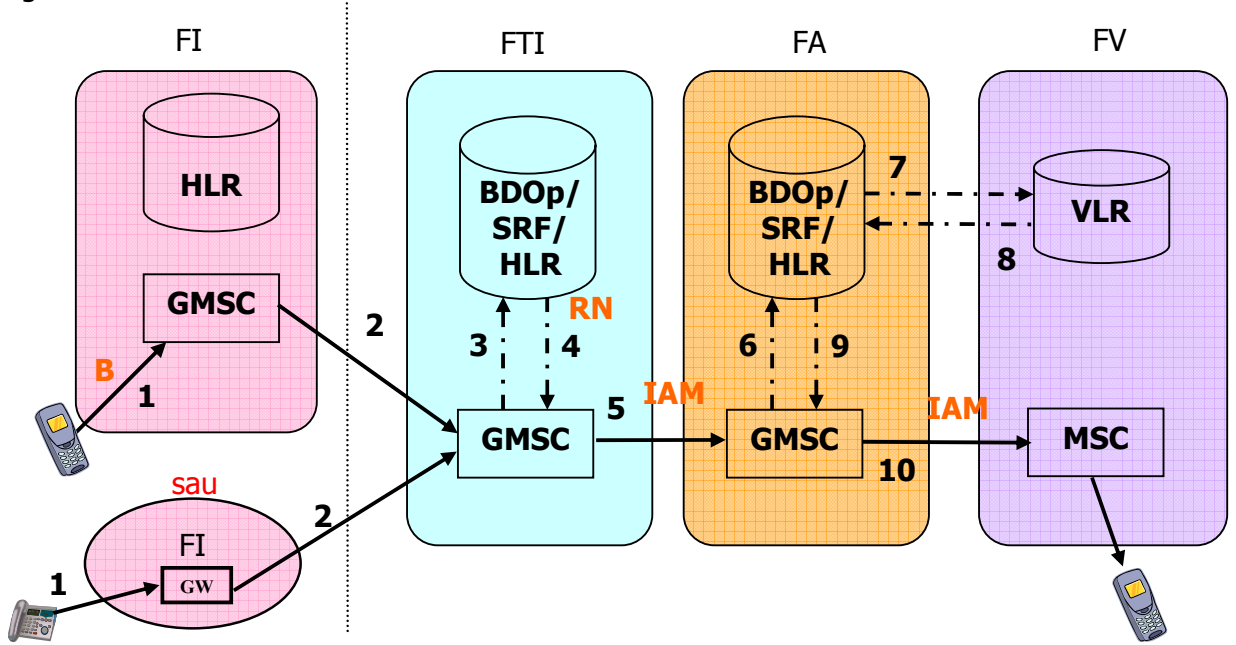 FI
FTI
FA
FV
HLR
BDOp/
SRF/
HLR
BDOp/
SRF/
HLR
VLR
7
8
GMSC
RN
2
3
4
6
9
B
1
IAM
5
IAM
GMSC
GMSC
MSC
10
sau
2
FI
GW
1